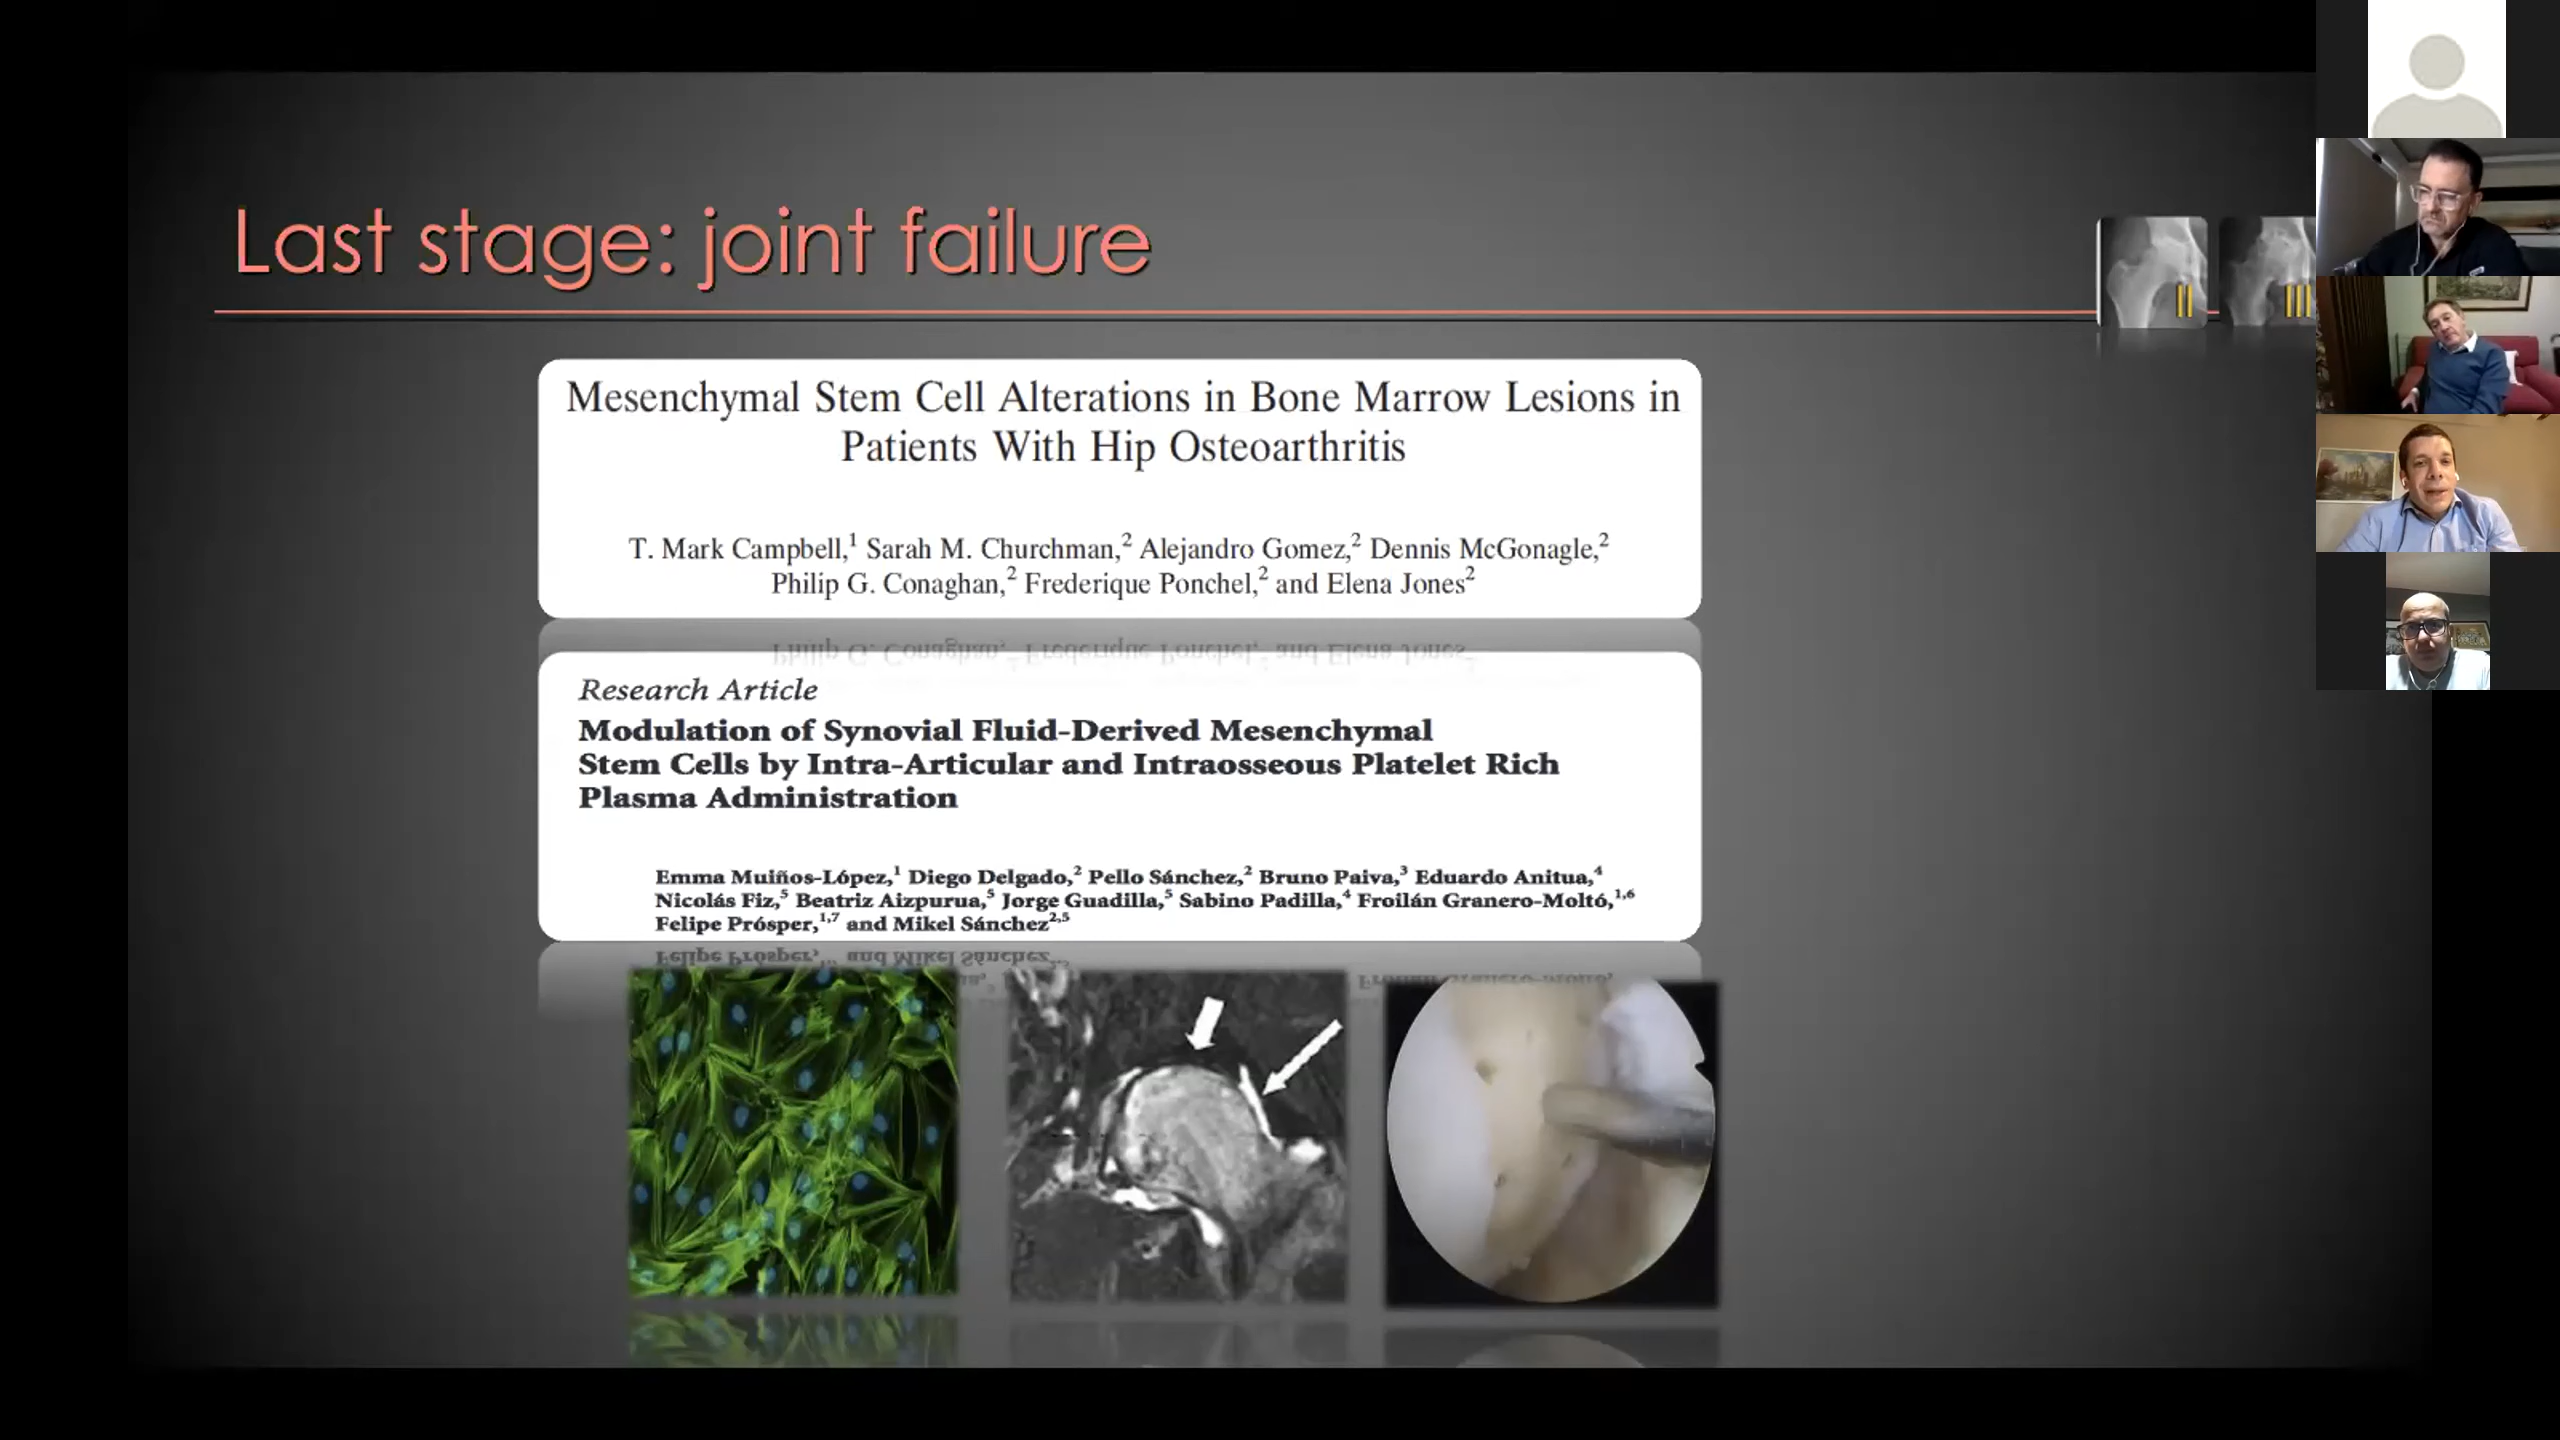 Last stage: joint failure
II
III
Mesenchymal Stem Cell Alterations in Bone Marrow Lesions in
Patients With Hip Osteoarthritis
T. Mark Campbell,¹ Sarah M. Churchman,² Alejandro Gomez,² Dennis McGonagle,²
Philip G. Conaghan,² Frederique Ponchel,² and Elena Jones²
Research Article
Modulation of Synovial Fluid-Derived Mesenchymal
Stem Cells by Intra-Articular and Intraosseous Platelet Rich
Plasma Administration
Emma Muiños-López,¹ Diego Delgado,² Pello Sánchez,² Bruno Paiva,³ Eduardo Anitua,⁴
Nicolás Fiz,⁵ Beatriz Aizpurua,⁵ Jorge Guadilla,⁵ Sabino Padilla,⁴ Froilán Granero-Moltó,¹,⁶
Felipe Prósper,¹,⁷ and Mikel Sánchez²,⁵